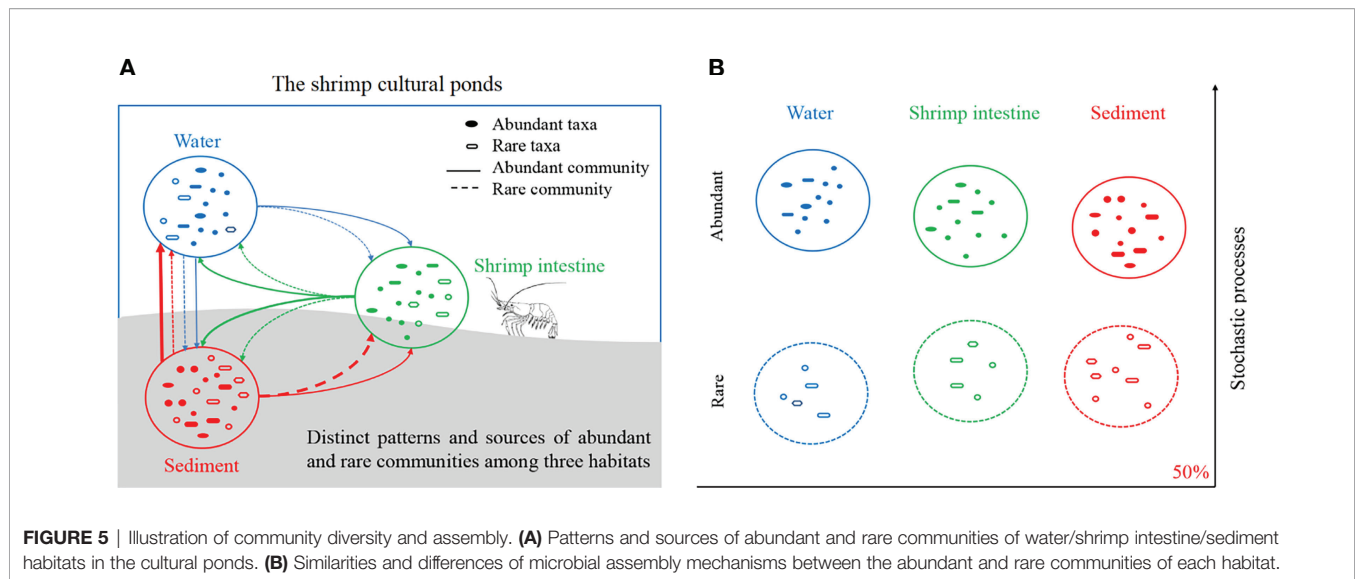 A
The shrimp cultural ponds
Water
Abundant taxa
Rare taxa
Abundant community
Rare community
Shrimp intestine
Distinct patterns and sources of abundant
and rare communities among three habitats
Sediment
B
Water
Shrimp intestine
Sediment
Abundant
Rare
Stochastic processes
50%
FIGURE 5 | Illustration of community diversity and assembly. (A) Patterns and sources of abundant and rare communities of water/shrimp intestine/sediment
habitats in the cultural ponds. (B) Similarities and differences of microbial assembly mechanisms between the abundant and rare communities of each habitat.